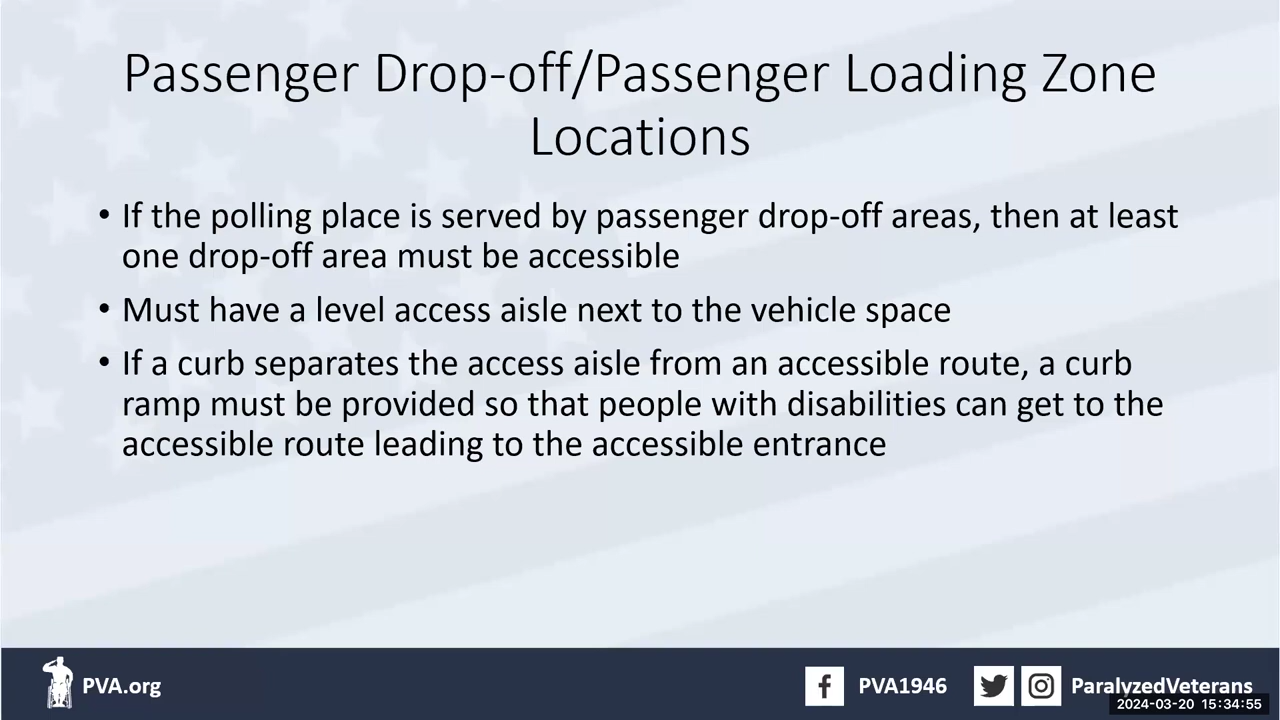 Passenger Drop-off/Passenger Loading Zone
Locations
• If the polling place is served by passenger drop-off areas, then at least
one drop-off area must be accessible
• Must have a level access aisle next to the vehicle space
• If a curb separates the access aisle from an accessible route, a curb
ramp must be provided so that people with disabilities can get to the
accessible route leading to the accessible entrance
PVA.org
PVA1946
ParalyzedVeterans
2024-03-20 15:34:55